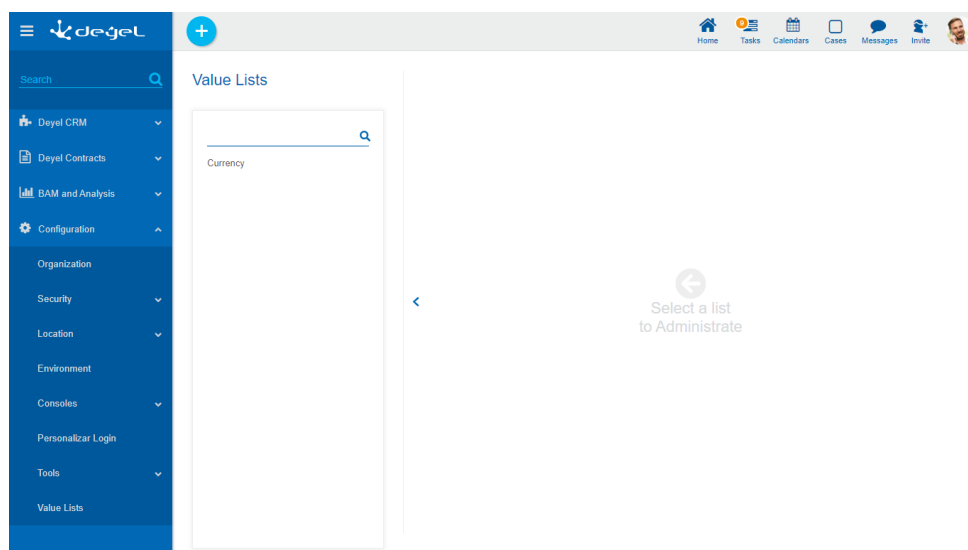 deyel
Home
6
Tasks
Calendars
Cases
Messages
Invite
Search
Value Lists
Deyel CRM
Deyel Contracts
BAM and Analysis
Configuration
Organization
Security
Location
Environment
Consoles
Personalizar Login
Tools
Value Lists
Currency
Select a list
to Administrate